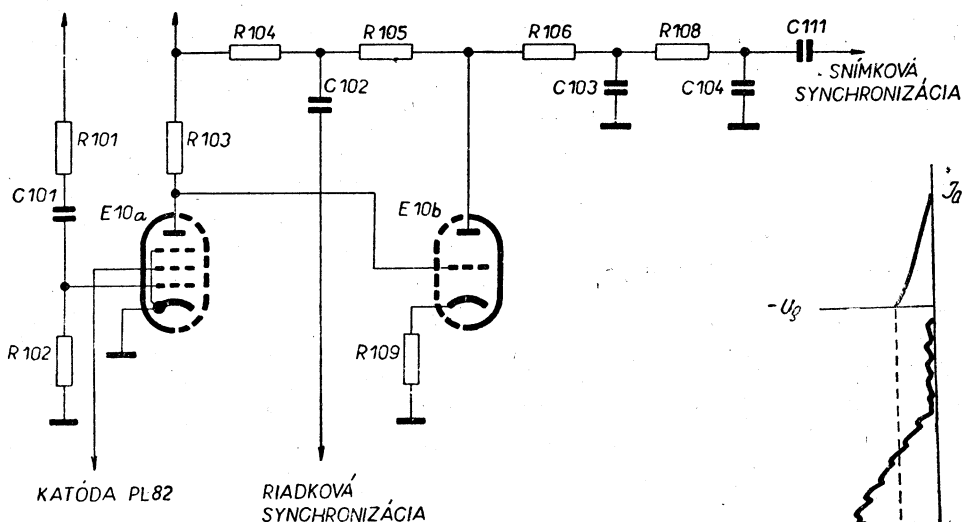 R104
R105
R106
R108
C111
SNÍMKOVÁ
SYNCHRONIZÁCIA
C102
C103
C104
R101
R103
C101
E10a
E10b
Ja
-Ug
R102
R109
KATÓDA PL82
RIADKOVÁ
SYNCHRONIZÁCIA